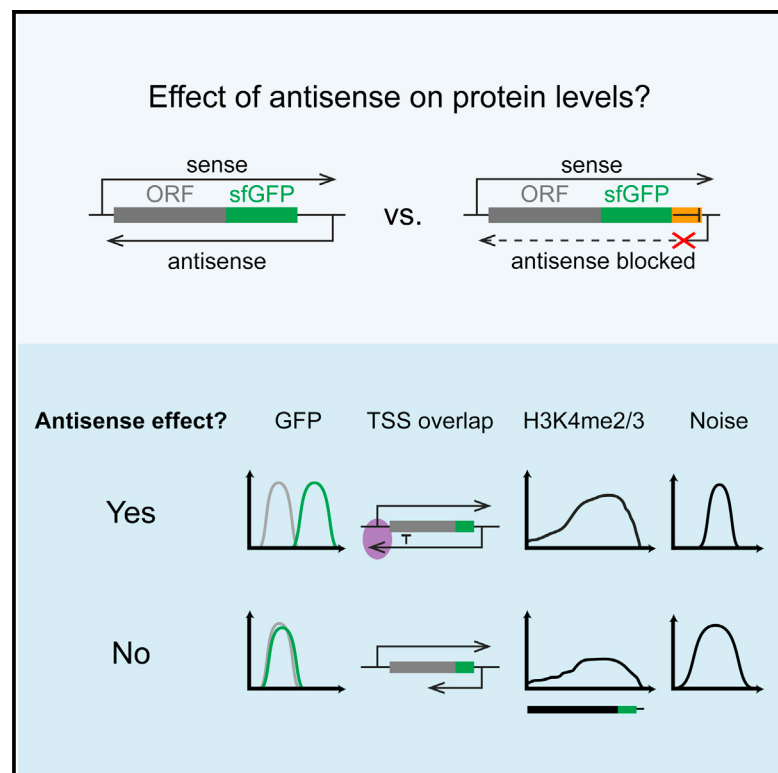 Effect of antisense on protein levels?
sense
sense
ORF sfGFP
ORF sfGFP
vs.
antisense
antisense blocked
Antisense effect? GFP TSS overlap H3K4me2/3 Noise
Yes
T
No